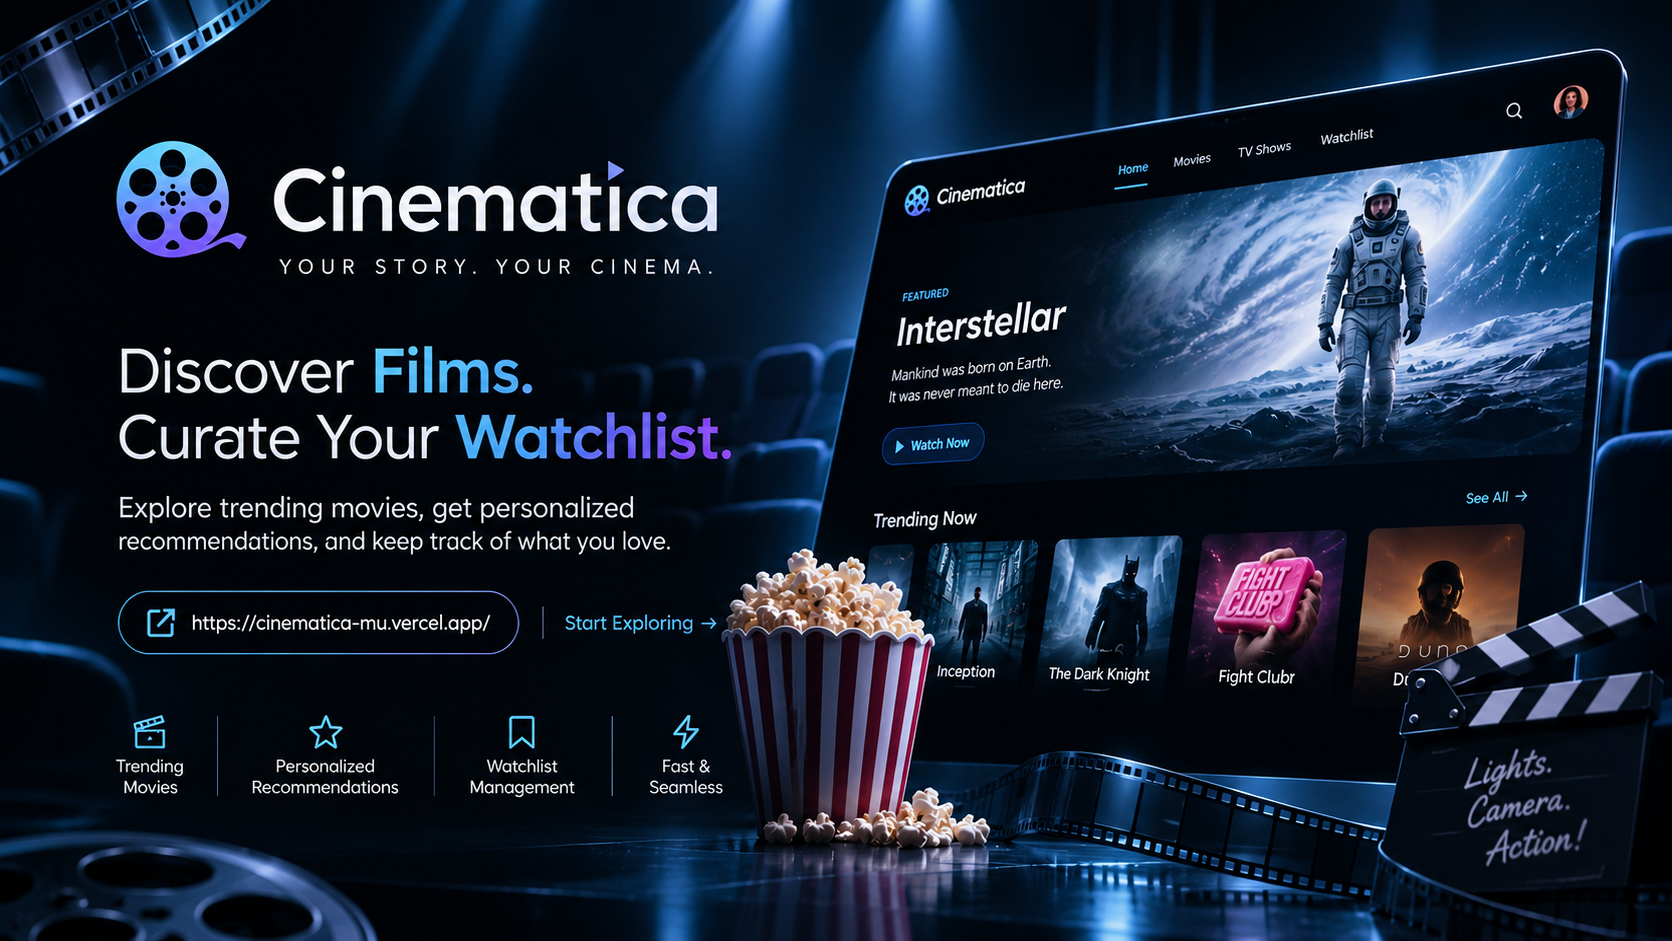 Cinematica
YOUR STORY. YOUR CINEMA.
Discover Films.
Curate Your Watchlist.
Explore trending movies, get personalized
recommendations, and keep track of what you love.
https://cinematica-mu.vercel.app/
Start Exploring →
Trending
Movies
Personalized
Recommendations
Watchlist
Management
Fast &
Seamless
Cinematica
Home
Movies
TV Shows
Watchlist
FEATURED
Interstellar
Mankind was born on Earth.
It was never meant to die here.
Watch Now
Trending Now
See All →
Inception
The Dark Knight
FIGHT
CLUB?
Fight Clubr
DUNO
Du
Lights.
Camera.
Action!